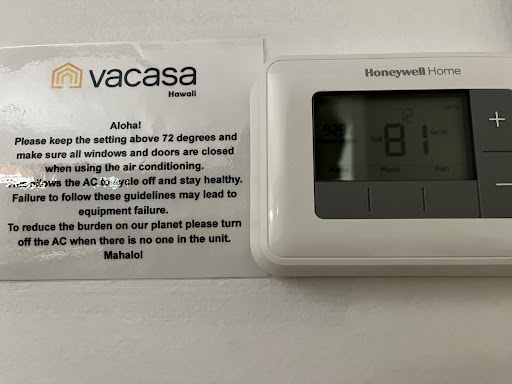 vacasa
Hawaii
Aloha!
Please keep the setting above 72 degrees and
make sure all windows and doors are closed
when using the air conditioning.
allows the AC to cycle off and stay healthy.
Failure to follow these guidelines may lead to
equipment failure.
To reduce the burden on our planet please turn
off the AC when there is no one in the unit.
Mahalo!
Honeywell Home
81
+